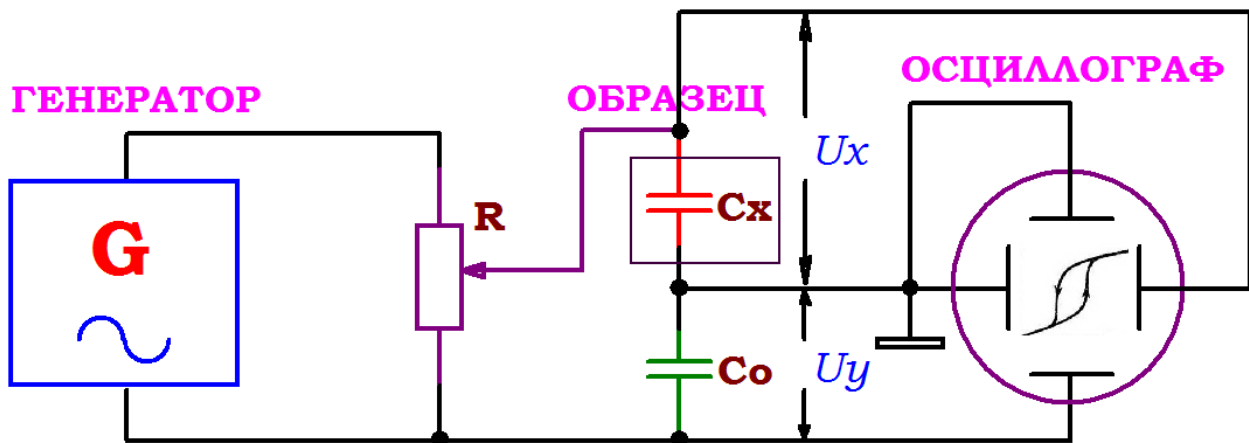 ГЕНЕРАТОР
ОБРАЗЕЦ
ОСЦИЛЛОГРАФ
G
R
Cx
Co
Ux
Uy